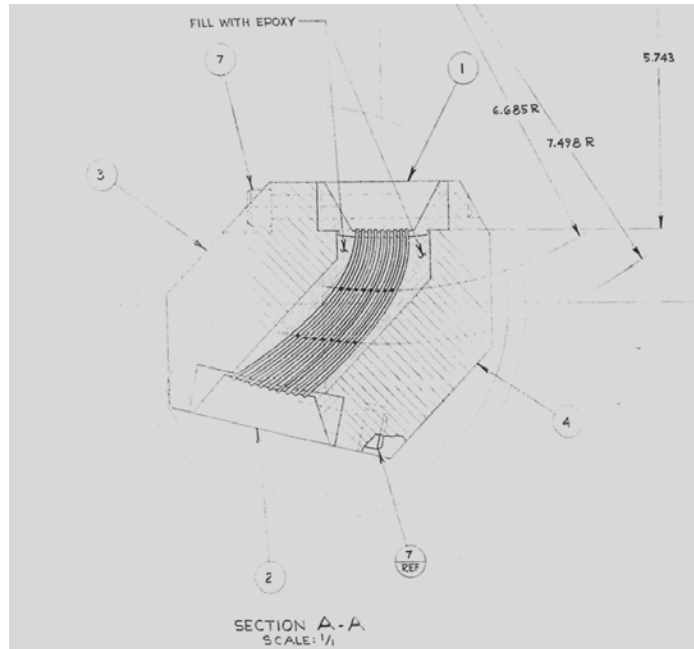 FILL WITH EPOXY
7
1
5.743
6.685 R
7.498 R
3
4
7
REF
2
SECTION A-A
SCALE: 1/1